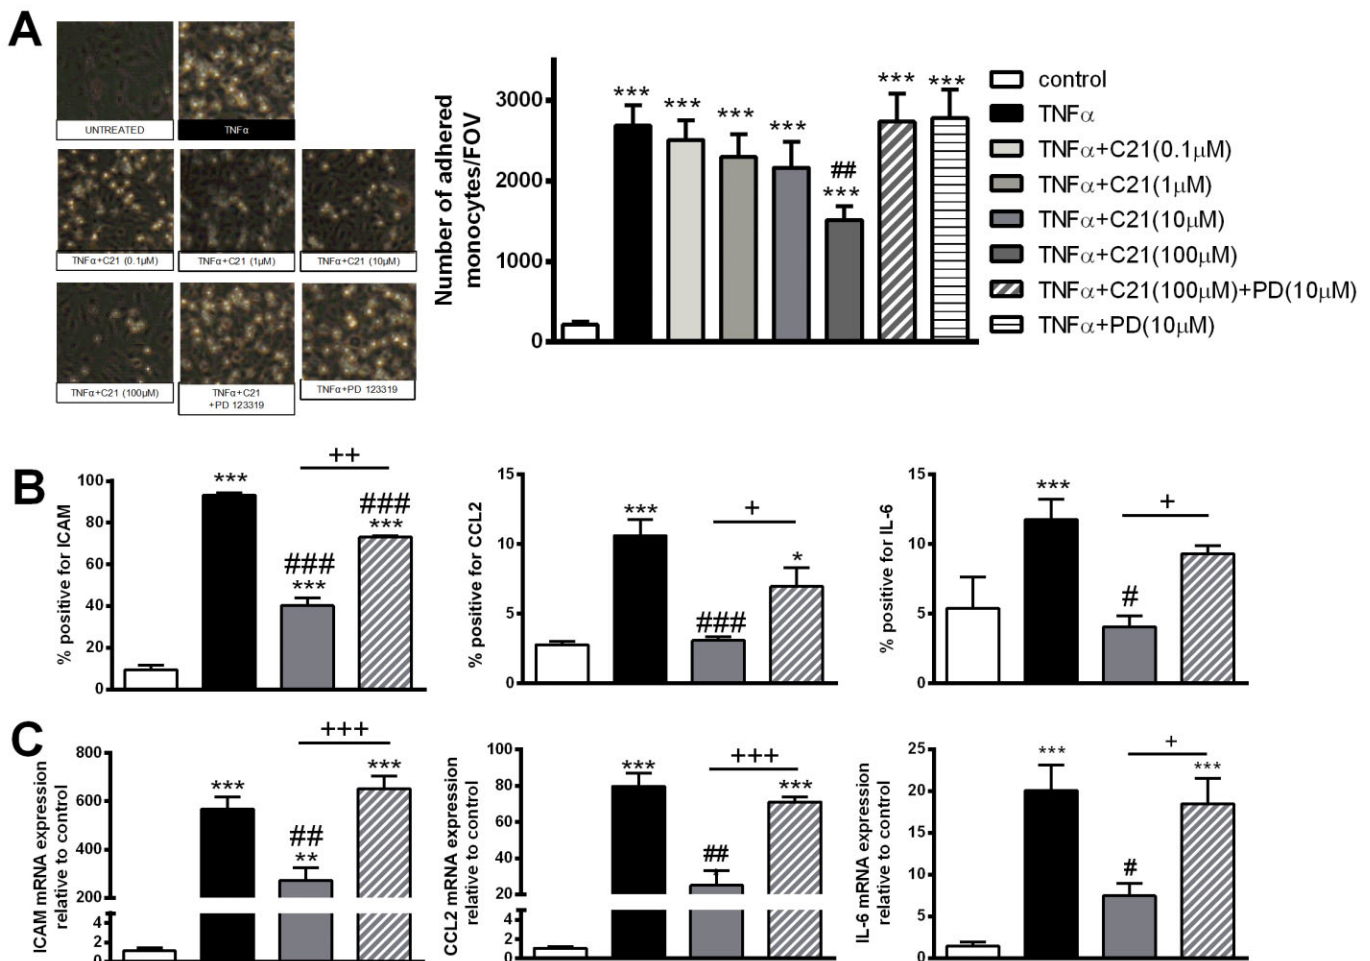 A
UNTREATED
TNFα
TNFα+C21 (0.1μM)
TNFα+C21 (1μM)
TNFα+C21 (10μM)
TNFα+C21 (100μM)
TNFα+C21
+PD 123319
TNFα+PD 123319
Number of adhered
monocytes/FOV
3000
2000
1000
0
***
***
***
***
##
***
***
***
control
TNFα
TNFα+C21(0.1μM)
TNFα+C21(1μM)
TNFα+C21(10μM)
TNFα+C21(100μM)
TNFα+C21(100μM)+PD(10μM)
TNFα+PD(10μM)
B
% positive for ICAM
100
80
60
40
20
0
***
###
***
++
###
***
% positive for CCL2
15
10
5
0
***
###
+
*
% positive for IL-6
15
10
5
0
***
#
+
C
ICAM mRNA expression
relative to control
800
600
400
200
4
2
0
***
##
**
+++
***
CCL2 mRNA expression
relative to control
100
80
60
40
20
4
2
0
***
##
+++
***
IL-6 mRNA expression
relative to control
25
20
15
10
5
0
***
#
+
***